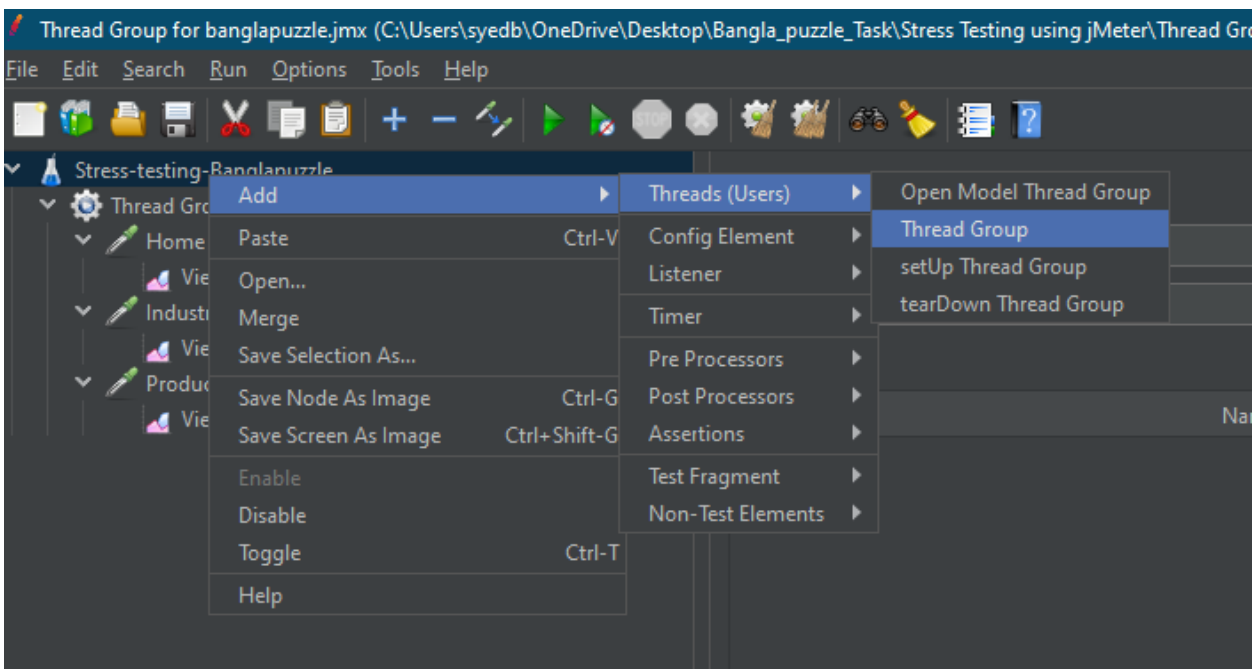 Thread Group for banglapuzzle.jmx (C:\Users\syedb\OneDrive\Desktop\Bangla_puzzle_Task\Stress Testing using jMeter\Thread Gro
File Edit Search Run Options Tools Help
STOP
Stress-testing-Banglapuzzle
Thread Gro
Home
Vie
Indust
Vie
Produc
Vie
Add
Paste Ctrl-V
Open...
Merge
Save Selection As...
Save Node As Image Ctrl-G
Save Screen As Image Ctrl+Shift-G
Enable
Disable
Toggle Ctrl-T
Help
Threads (Users)
Config Element
Listener
Timer
Pre Processors
Post Processors
Assertions
Test Fragment
Non-Test Elements
Open Model Thread Group
Thread Group
setUp Thread Group
tearDown Thread Group
Nar